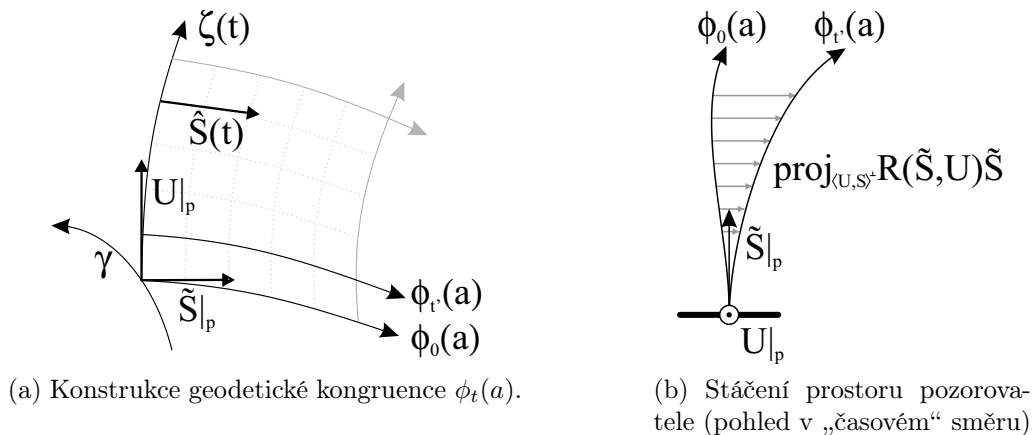 ζ(t)
Ŝ(t)
U|ₚ
γ
S̃|ₚ
ϕₜ’(a)
ϕ₀(a)
(a) Konstrukce geodetické kongruence ϕₜ(a).
ϕ₀(a) ϕₜ’(a)
proj⟨U,S⟩⊥R(S̃,U)S̃
S̃|ₚ
U|ₚ
(b) Stáčení prostoru pozorova-
tele (pohled v „časovém“ směru)